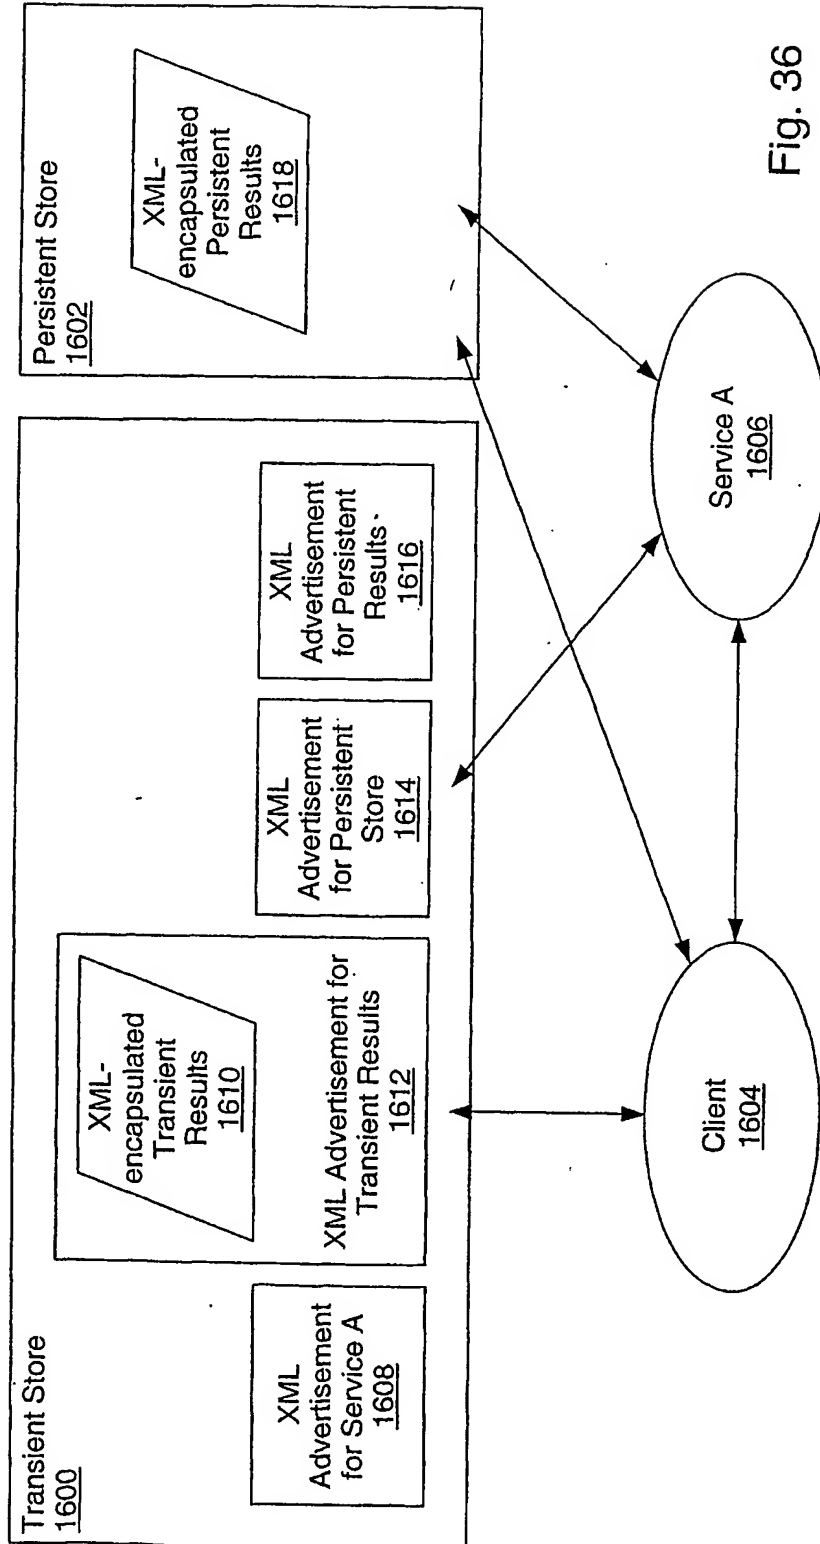 Transient Store
1600
XML
Advertisement
for Service A
1608
XML-
encapsulated
Transient
Results
1610
XML Advertisement for
Transient Results
1612
XML
Advertisement
for Persistent
Store
1614
XML
Advertisement
for Persistent
Results
1616
Persistent Store
1602
XML-
encapsulated
Persistent
Results
1618
Client
1604
Service A
1606
Fig. 36